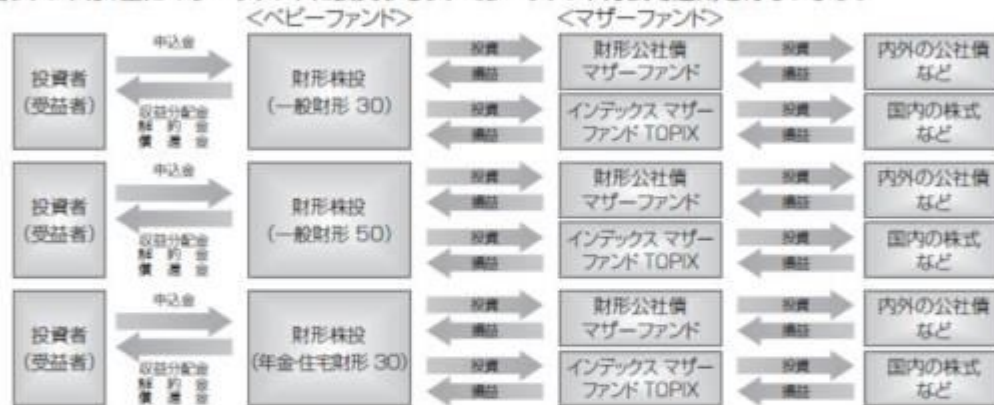 <ベビーファンド>
<マザーファンド>
投資者
(受益者)
申込金
収益分配金
解約金
償還金
財形株投
(一般財形 30)
投資
損益
財形公社債
マザーファンド
投資
損益
内外の公社債
など
投資
損益
インデックス マザー
ファンド TOPIX
投資
損益
国内の株式
など
投資者
(受益者)
申込金
収益分配金
解約金
償還金
財形株投
(一般財形 50)
投資
損益
財形公社債
マザーファンド
投資
損益
内外の公社債
など
投資
損益
インデックス マザー
ファンド TOPIX
投資
損益
国内の株式
など
投資者
(受益者)
申込金
収益分配金
解約金
償還金
財形株投
(年金・住宅財形 30)
投資
損益
財形公社債
マザーファンド
投資
損益
内外の公社債
など
投資
損益
インデックス マザー
ファンド TOPIX
投資
損益
国内の株式
など